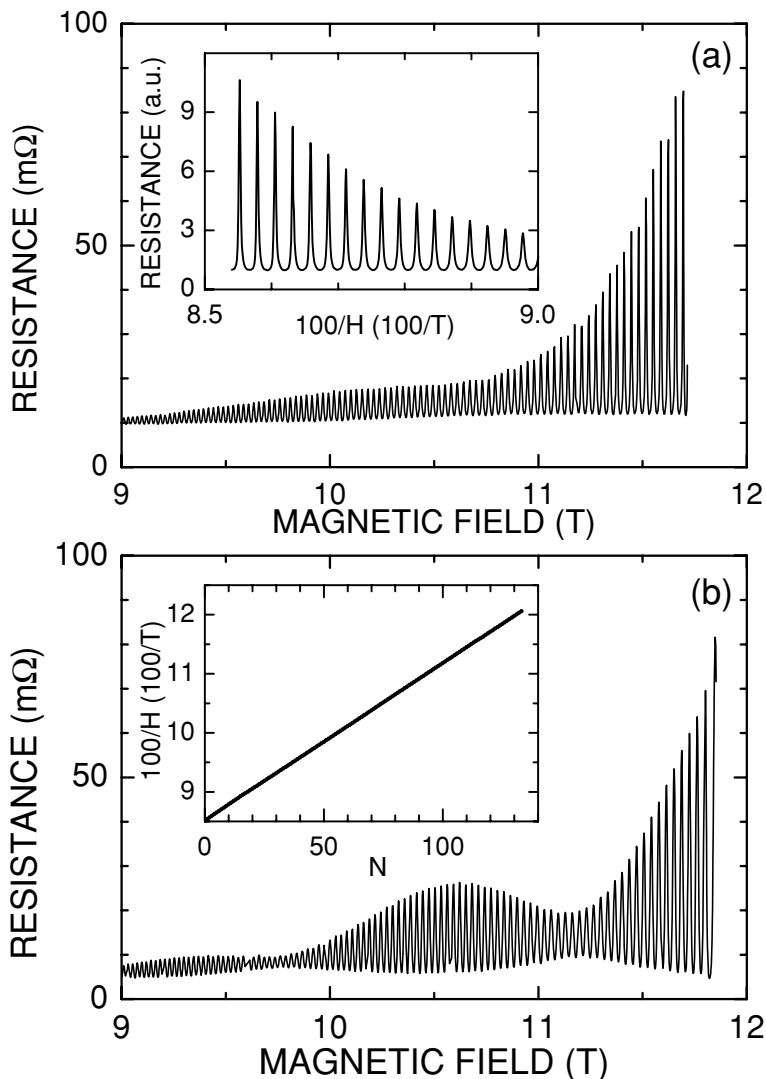 100
(a)
RESISTANCE (mΩ)
50
0
9
10
11
12
MAGNETIC FIELD (T)
RESISTANCE (a.u.)
9
6
3
0
8.5
9.0
100/H (100/T)
100
(b)
RESISTANCE (mΩ)
50
0
9
10
11
12
MAGNETIC FIELD (T)
100/H (100/T)
12
11
10
9
0
50
100
N